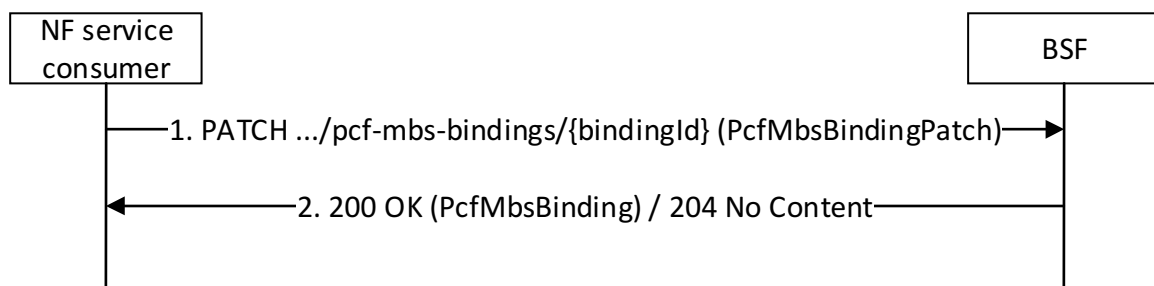 NF service
consumer
BSF
1. PATCH .../pcf-mbs-bindings/{bindingId} (PcfMbsBindingPatch)
2. 200 OK (PcfMbsBinding) / 204 No Content